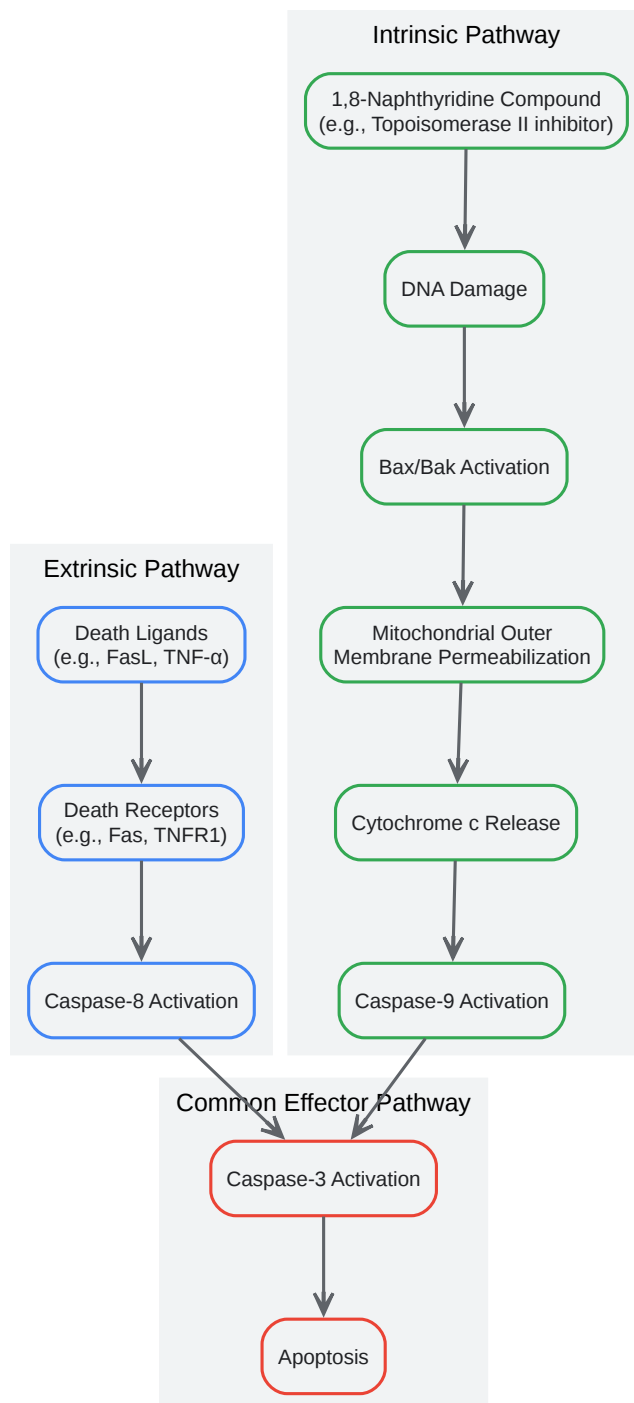 Intrinsic Pathway
1,8-Naphthyridine Compound
(e.g., Topoisomerase II inhibitor)
DNA Damage
Bax/Bak Activation
Mitochondrial Outer
Membrane Permeabilization
Cytochrome c Release
Caspase-9 Activation
Extrinsic Pathway
Death Ligands
(e.g., FasL, TNF-α)
Death Receptors
(e.g., Fas, TNFR1)
Caspase-8 Activation
Common Effector Pathway
Caspase-3 Activation
Apoptosis